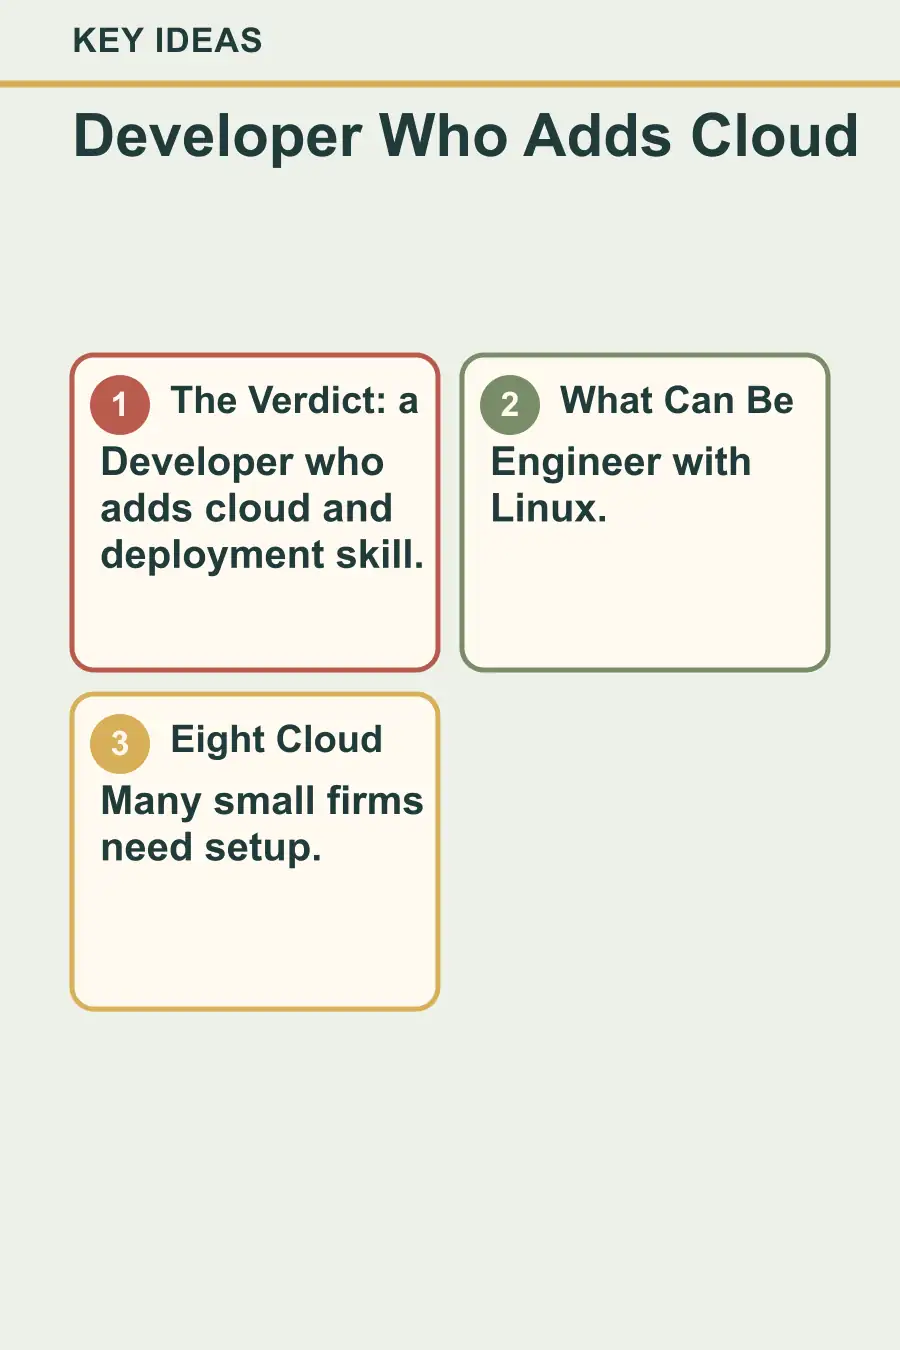 KEY IDEAS
Developer Who Adds Cloud
1 The Verdict: a
Developer who
adds cloud and
deployment skill.
2 What Can Be
Engineer with
Linux.
3 Eight Cloud
Many small firms
need setup.